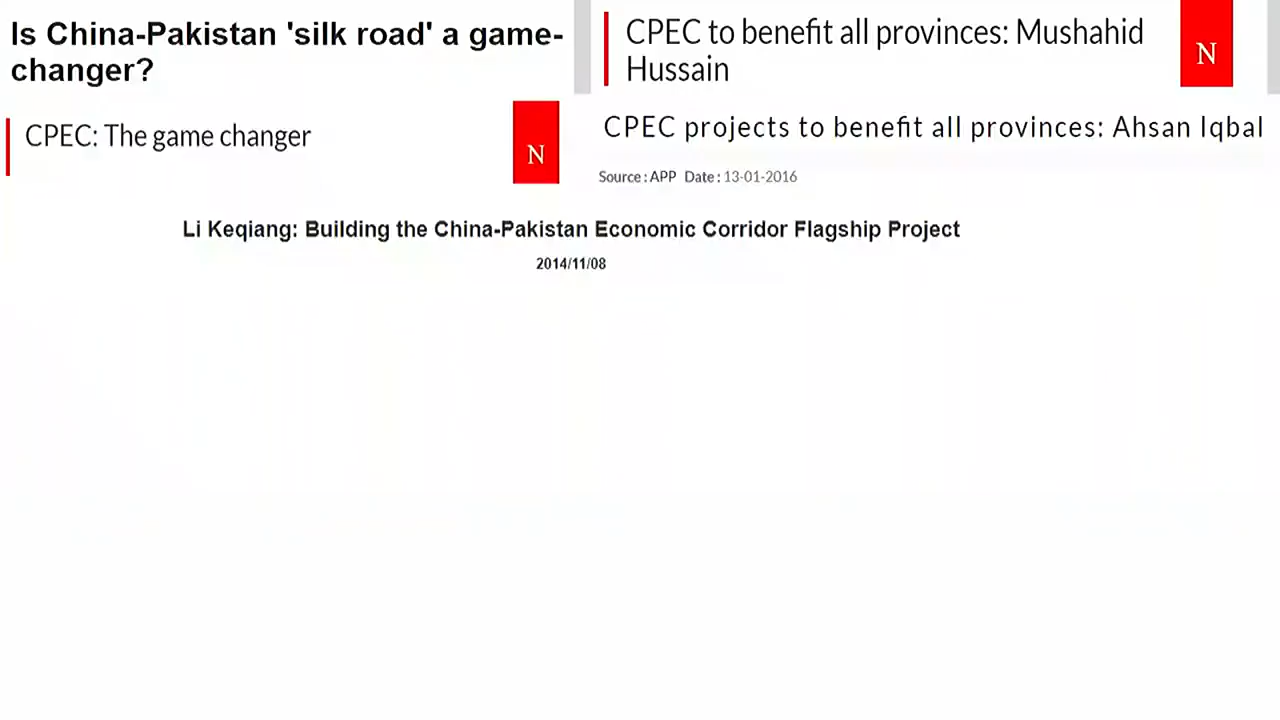 Is China-Pakistan 'silk road' a game-
changer?
CPEC to benefit all provinces: Mushahid
Hussain
N
CPEC: The game changer
N
CPEC projects to benefit all provinces: Ahsan Iqbal
Source : APP Date : 13-01-2016
Li Keqiang: Building the China-Pakistan Economic Corridor Flagship Project
2014/11/08